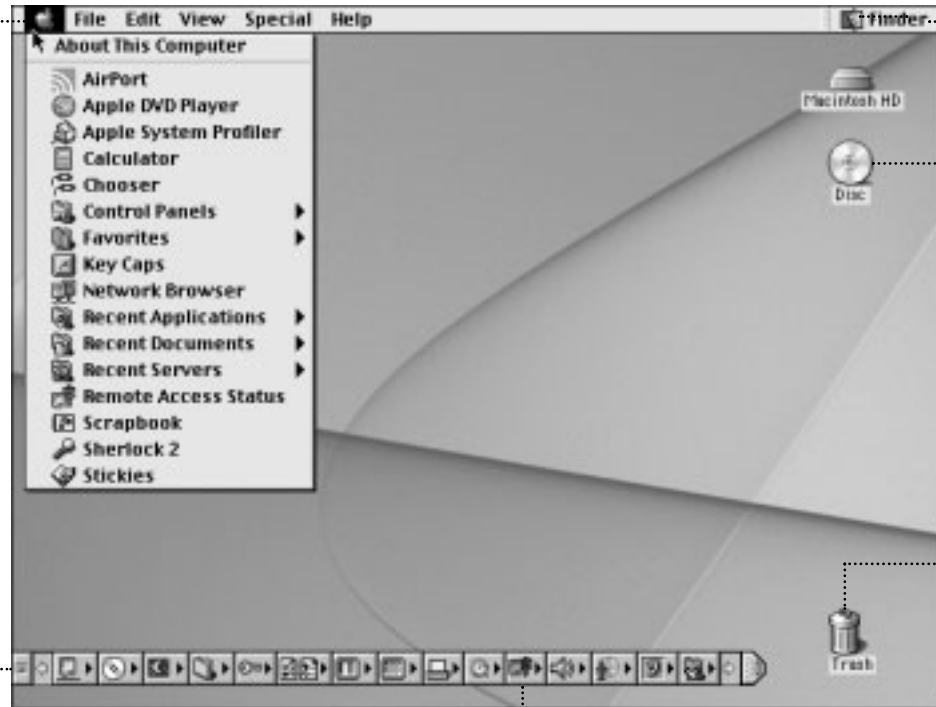 File Edit View Special Help Finder
About This Computer
AirPort
Apple DVD Player
Apple System Profiler
Calculator
Chooser
Control Panels
Favorites
Key Caps
Network Browser
Recent Applications
Recent Documents
Recent Servers
Remote Access Status
Scrapbook
Sherlock 2
Stickies
Macintosh HD
Disc
Trash